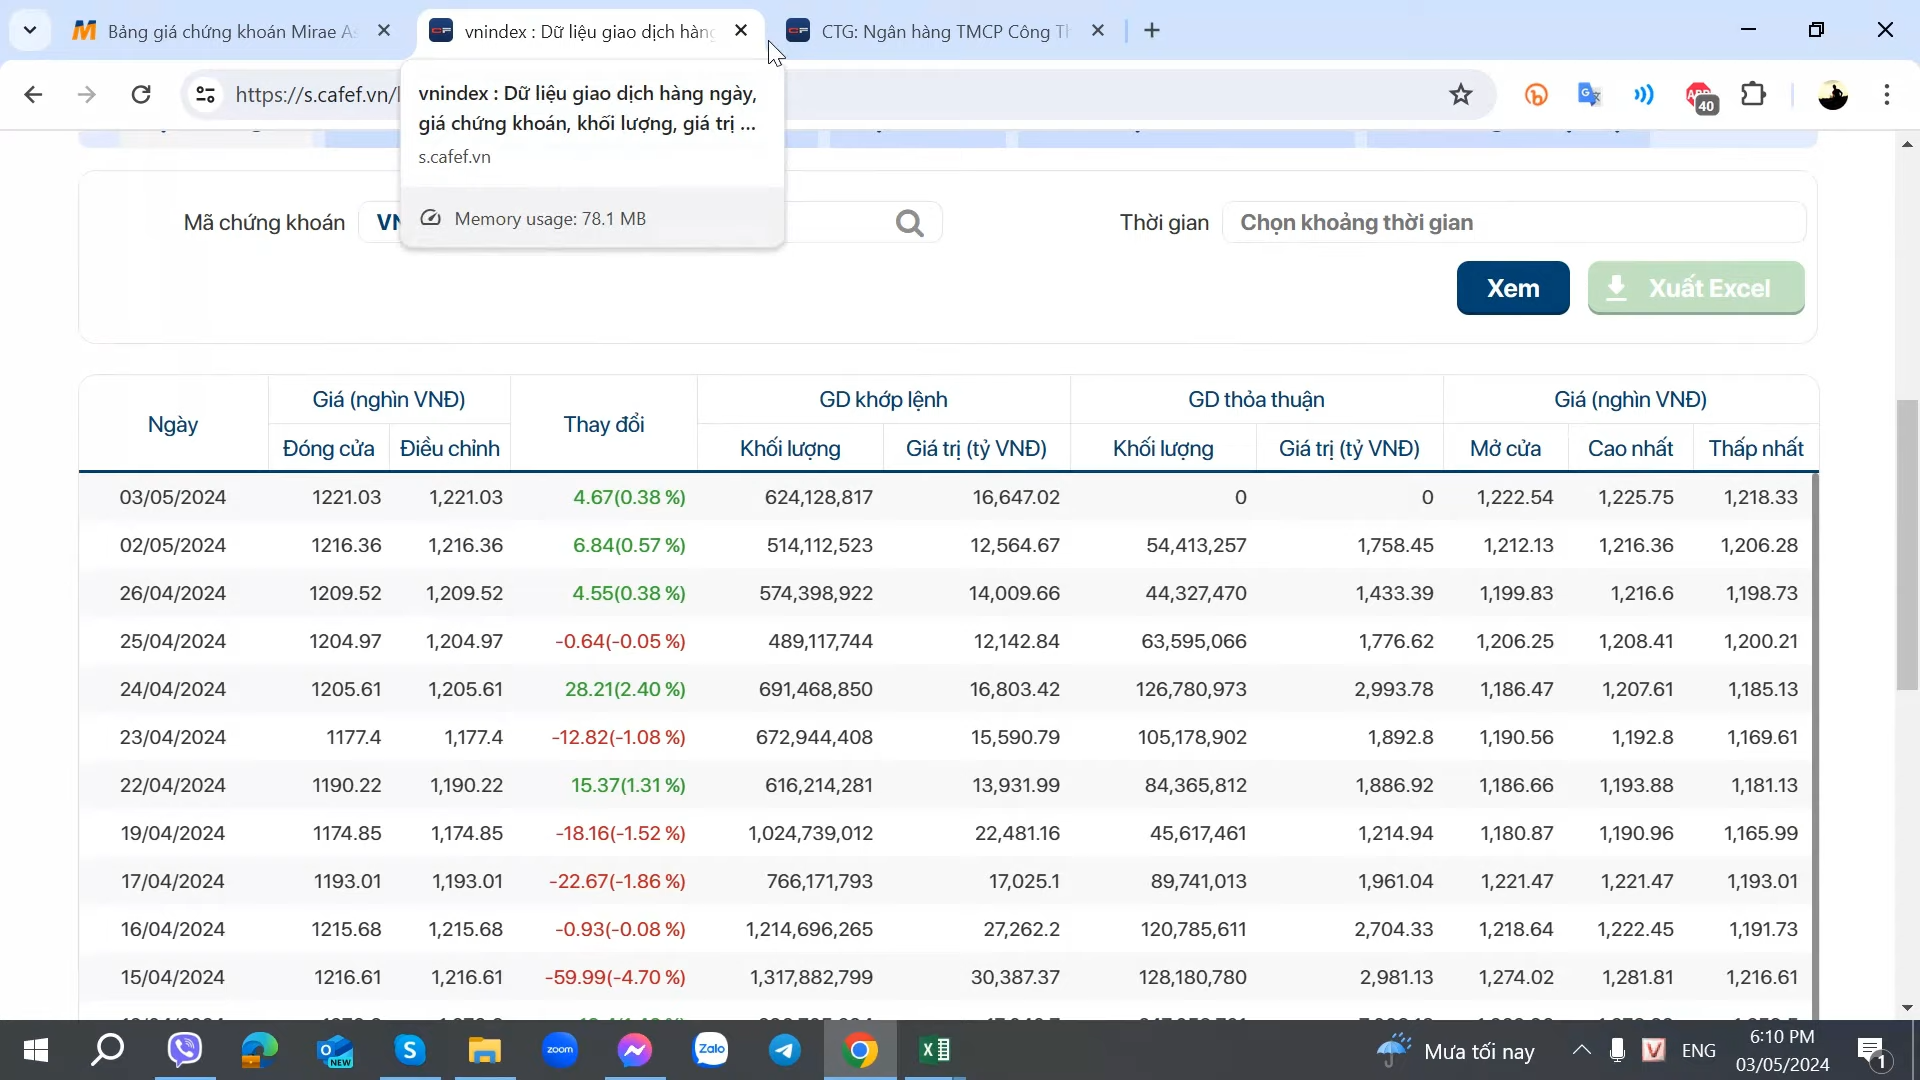 Bảng giá chứng khoán Mirae As
vnindex : Dữ liệu giao dịch hàng
CTG: Ngân hàng TMCP Công Th
https://s.cafef.vn/
40
vnindex : Dữ liệu giao dịch hàng ngày,
giá chứng khoán, khối lượng, giá trị ...
s.cafef.vn
Memory usage: 78.1 MB
Mã chứng khoán
Thời gian
Chọn khoảng thời gian
Xem
Xuất Excel
Ngày Giá (nghìn VNĐ) Thay đổi GD khớp lệnh GD thỏa thuận Giá (nghìn VNĐ)
Đóng cửa Điều chỉnh Khối lượng Giá trị (tỷ VNĐ) Khối lượng Giá trị (tỷ VNĐ) Mở cửa Cao nhất Thấp nhất
03/05/2024 1221.03 1,221.03 4.67(0.38 %) 624,128,817 16,647.02 0 0 1,222.54 1,225.75 1,218.33
02/05/2024 1216.36 1,216.36 6.84(0.57 %) 514,112,523 12,564.67 54,413,257 1,758.45 1,212.13 1,216.36 1,206.28
26/04/2024 1209.52 1,209.52 4.55(0.38 %) 574,398,922 14,009.66 44,327,470 1,433.39 1,199.83 1,216.6 1,198.73
25/04/2024 1204.97 1,204.97 -0.64(-0.05 %) 489,117,744 12,142.84 63,595,066 1,776.62 1,206.25 1,208.41 1,200.21
24/04/2024 1205.61 1,205.61 28.21(2.40 %) 691,468,850 16,803.42 126,780,973 2,993.78 1,186.47 1,207.61 1,185.13
23/04/2024 1177.4 1,177.4 -12.82(-1.08 %) 672,944,408 15,590.79 105,178,902 1,892.8 1,190.56 1,192.8 1,169.61
22/04/2024 1190.22 1,190.22 15.37(1.31 %) 616,214,281 13,931.99 84,365,812 1,886.92 1,186.66 1,193.88 1,181.13
19/04/2024 1174.85 1,174.85 -18.16(-1.52 %) 1,024,739,012 22,481.16 45,617,461 1,214.94 1,180.87 1,190.96 1,165.99
17/04/2024 1193.01 1,193.01 -22.67(-1.86 %) 766,171,793 17,025.1 89,741,013 1,961.04 1,221.47 1,221.47 1,193.01
16/04/2024 1215.68 1,215.68 -0.93(-0.08 %) 1,214,696,265 27,262.2 120,785,611 2,704.33 1,218.64 1,222.45 1,191.73
15/04/2024 1216.61 1,216.61 -59.99(-4.70 %) 1,317,882,799 30,387.37 128,180,780 2,981.13 1,274.02 1,281.81 1,216.61
NEW
zoom
Zalo
Mưa tối nay
ENG
6:10 PM
03/05/2024
1